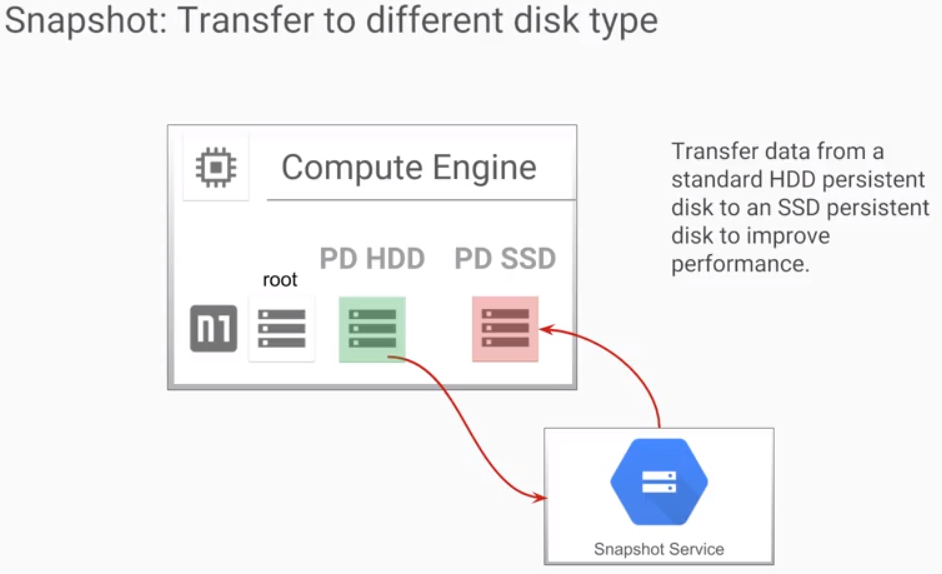 Snapshot: Transfer to different disk type
Compute Engine
Transfer data from a
standard HDD persistent
disk to an SSD persistent
disk to improve
performance.
PD HDD
PD SSD
root
n1
Snapshot Service